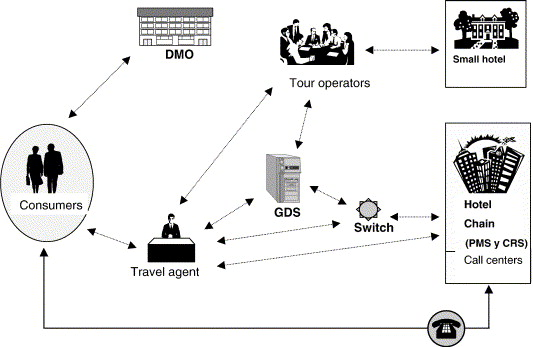 DMO
Tour operators
Small hotel
Consumers
GDS
Hotel
Chain
(PMS y CRS)
Call centers
Switch
Travel agent